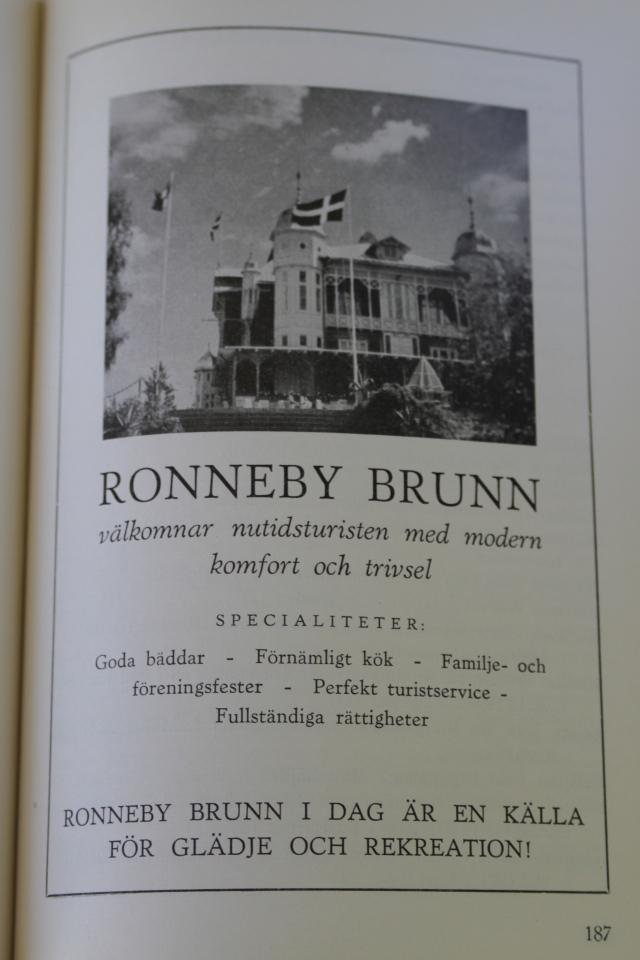 RONNEBY BRUNN
välkomnar nutidsturisten med modern
komfort och trivsel
SPECIALITETER:
Goda bäddar - Förnämligt kök - Familje- och
föreningsfester - Perfekt turistservice -
Fullständiga rättigheter
RONNEBY BRUNN I DAG ÄR EN KÄLLA
FÖR GLÄDJE OCH REKREATION!
187